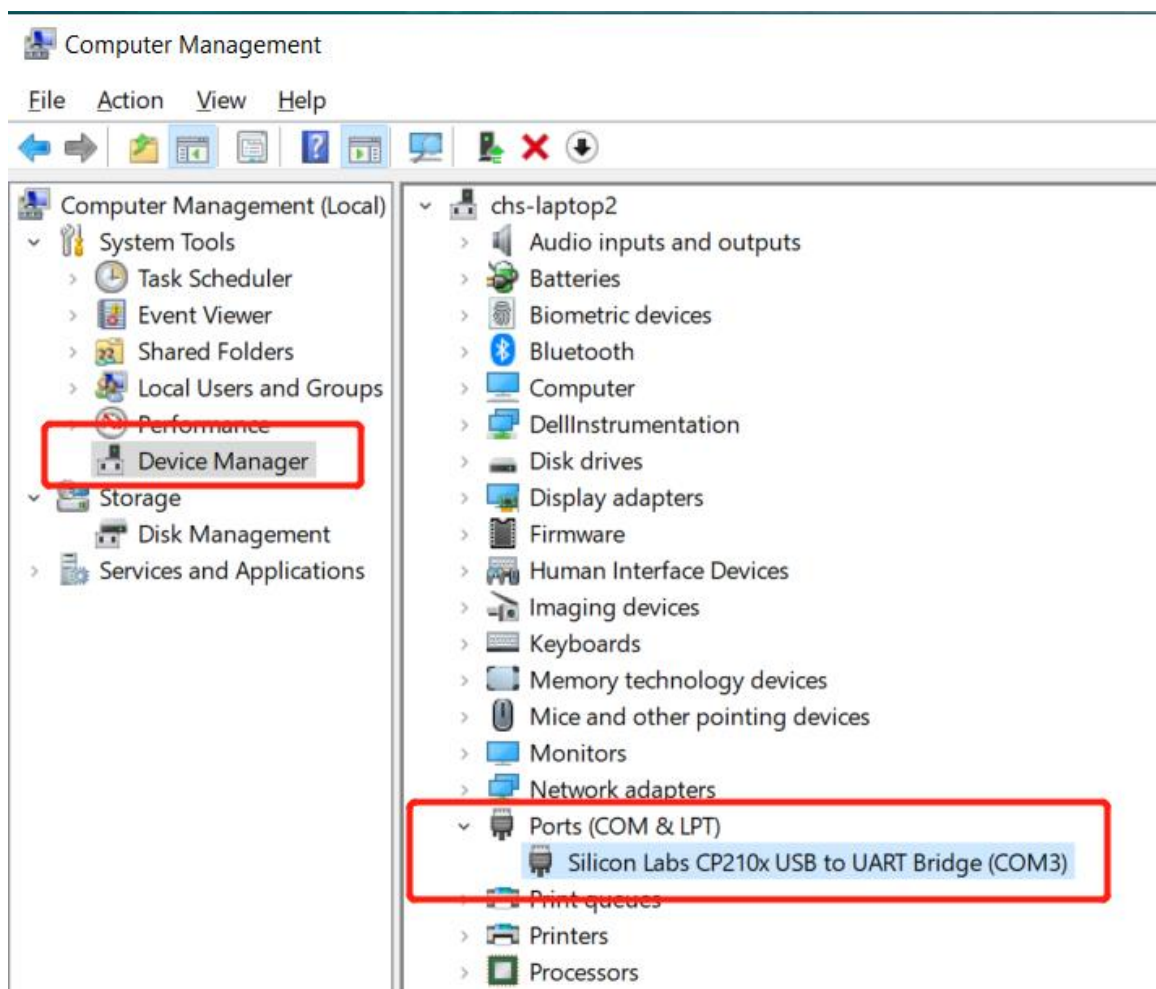 Computer Management
File Action View Help
Computer Management (Local)
System Tools
Task Scheduler
Event Viewer
Shared Folders
Local Users and Groups
Performance
Device Manager
Storage
Disk Management
Services and Applications
chs-laptop2
Audio inputs and outputs
Batteries
Biometric devices
Bluetooth
Computer
DellInstrumentation
Disk drives
Display adapters
Firmware
Human Interface Devices
Imaging devices
Keyboards
Memory technology devices
Mice and other pointing devices
Monitors
Network adapters
Ports (COM & LPT)
Silicon Labs CP210x USB to UART Bridge (COM3)
Print queues
Printers
Processors